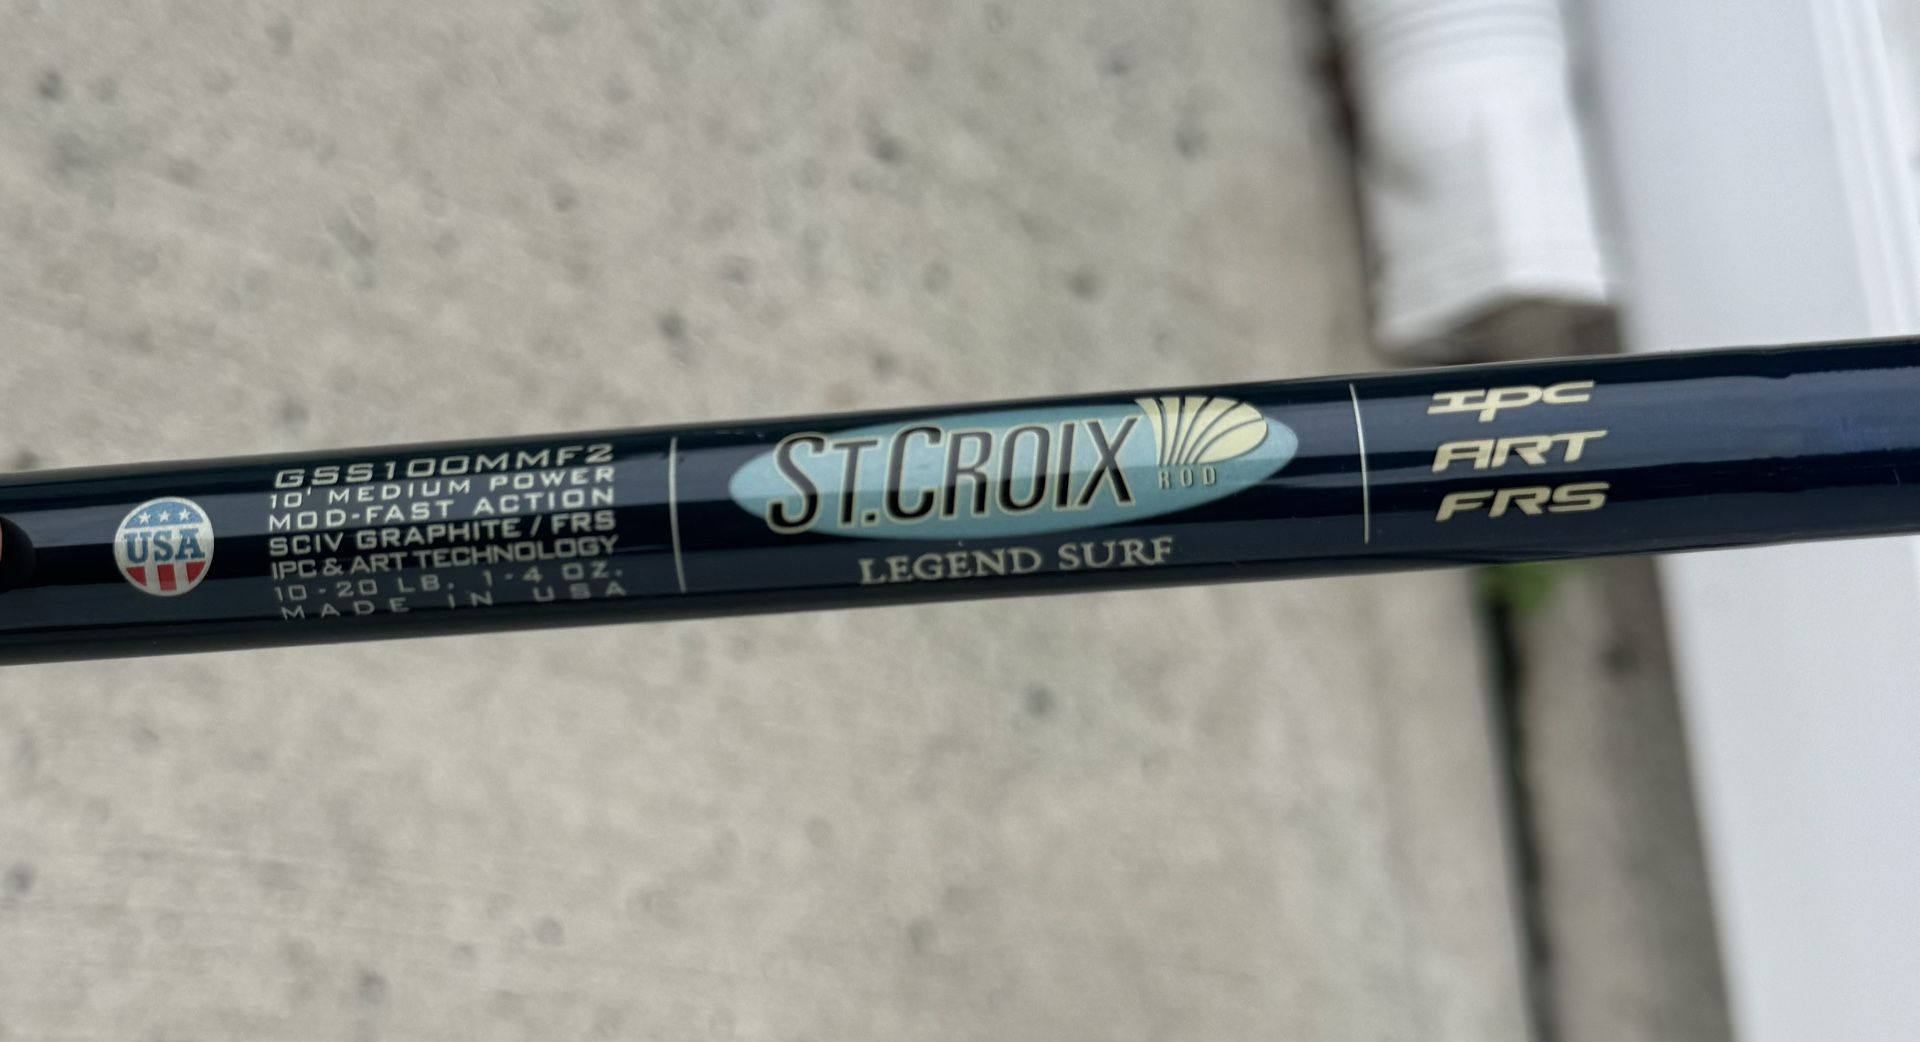 USA
GSS100MMF2
10' MEDIUM POWER
MOD-FAST ACTION
SCIV GRAPHITE / FRS
IPC & ART TECHNOLOGY
10-20 LB. 1-4 OZ.
MADE IN USA
ST.CROIX
ROD
LEGEND SURF
IPC
ART
FRS